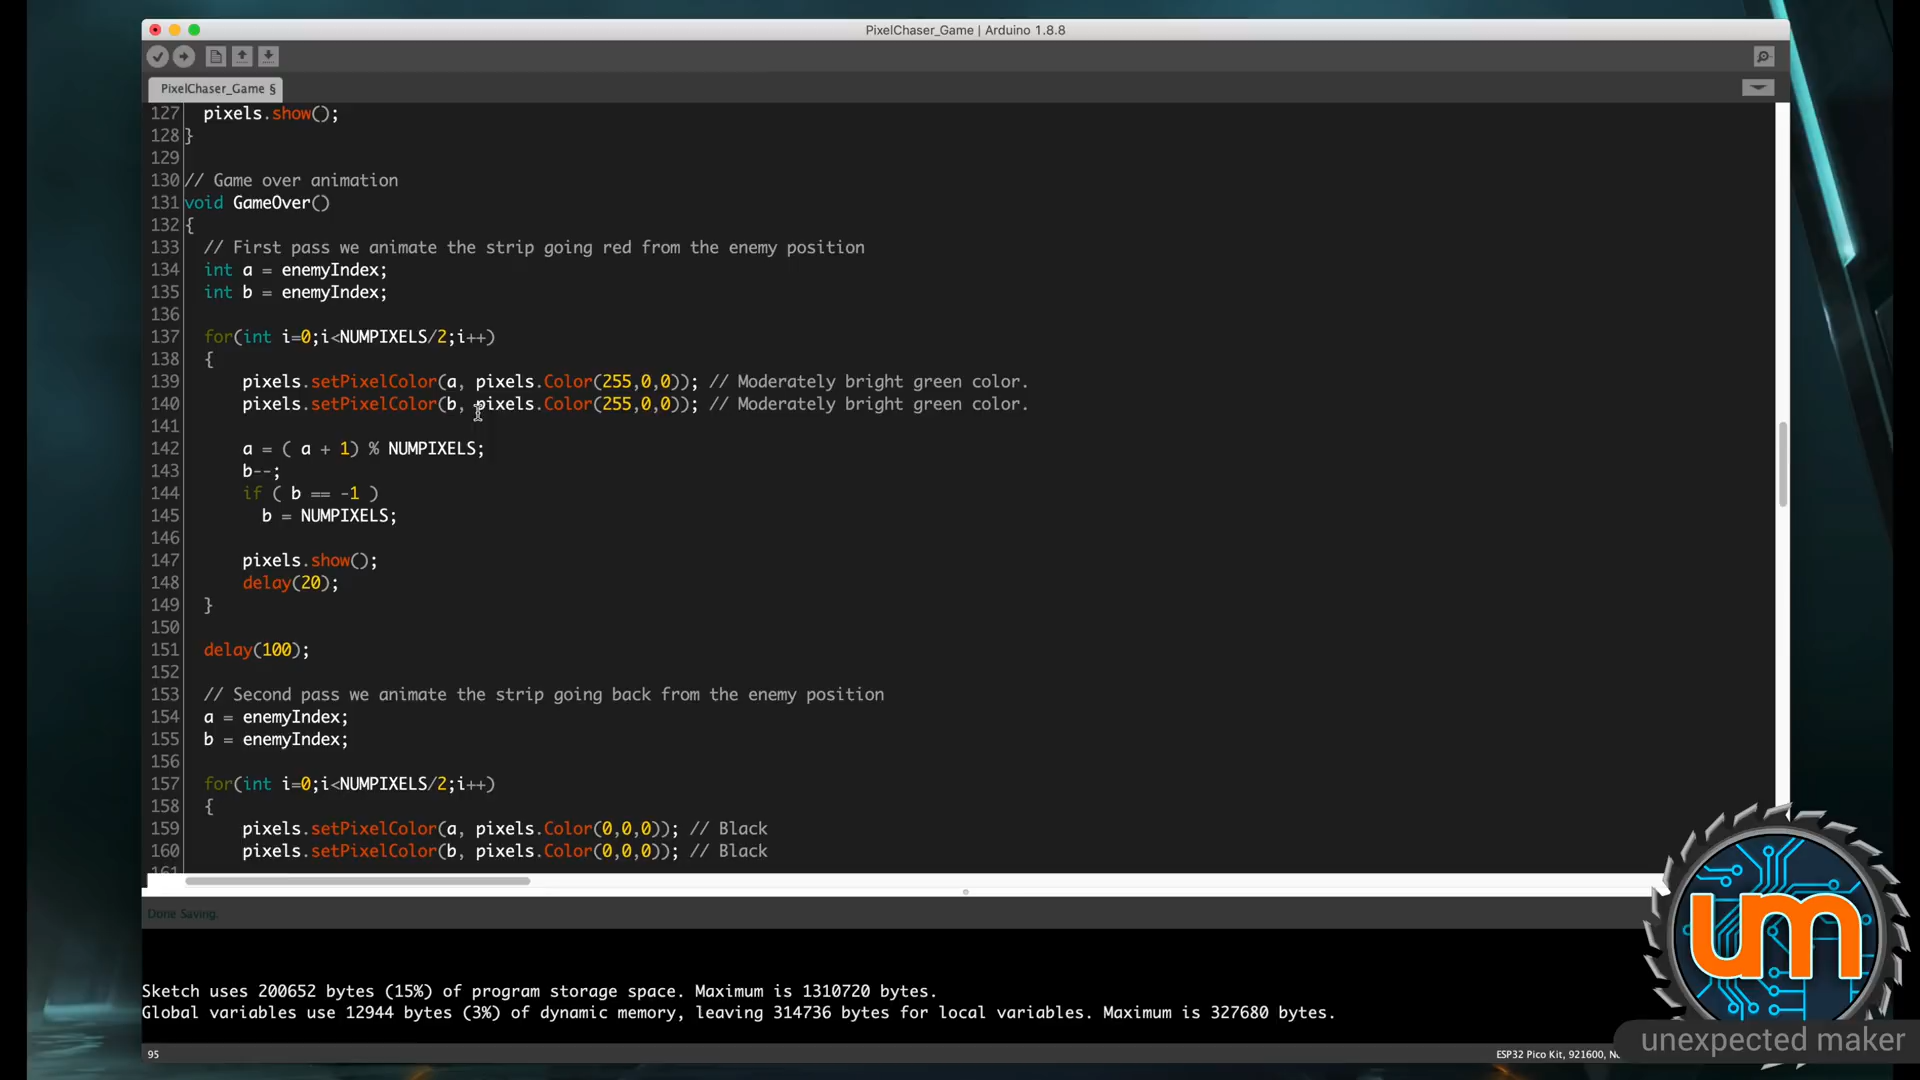 PixelChaser_Game | Arduino 1.8.8
PixelChaser_Game §
127 pixels.show();
128 }
129
130 // Game over animation
131 void GameOver()
132 {
133 // First pass we animate the strip going red from the enemy position
134 int a = enemyIndex;
135 int b = enemyIndex;
136
137 for(int i=0;i<NUMPIXELS/2;i++)
138 {
139 pixels.setPixelColor(a, pixels.Color(255,0,0)); // Moderately bright green color.
140 pixels.setPixelColor(b, pixels.Color(255,0,0)); // Moderately bright green color.
141
142 a = ( a + 1) % NUMPIXELS;
143 b--;
144 if ( b == -1 )
145 b = NUMPIXELS;
146
147 pixels.show();
148 delay(20);
149 }
150
151 delay(100);
152
153 // Second pass we animate the strip going back from the enemy position
154 a = enemyIndex;
155 b = enemyIndex;
156
157 for(int i=0;i<NUMPIXELS/2;i++)
158 {
159 pixels.setPixelColor(a, pixels.Color(0,0,0)); // Black
160 pixels.setPixelColor(b, pixels.Color(0,0,0)); // Black
Done Saving.
um
Sketch uses 200652 bytes (15%) of program storage space. Maximum is 1310720 bytes.
Global variables use 12944 bytes (3%) of dynamic memory, leaving 314736 bytes for local variables. Maximum is 327680 bytes.
unexpected maker
95 ESP32 Pico Kit, 921600,